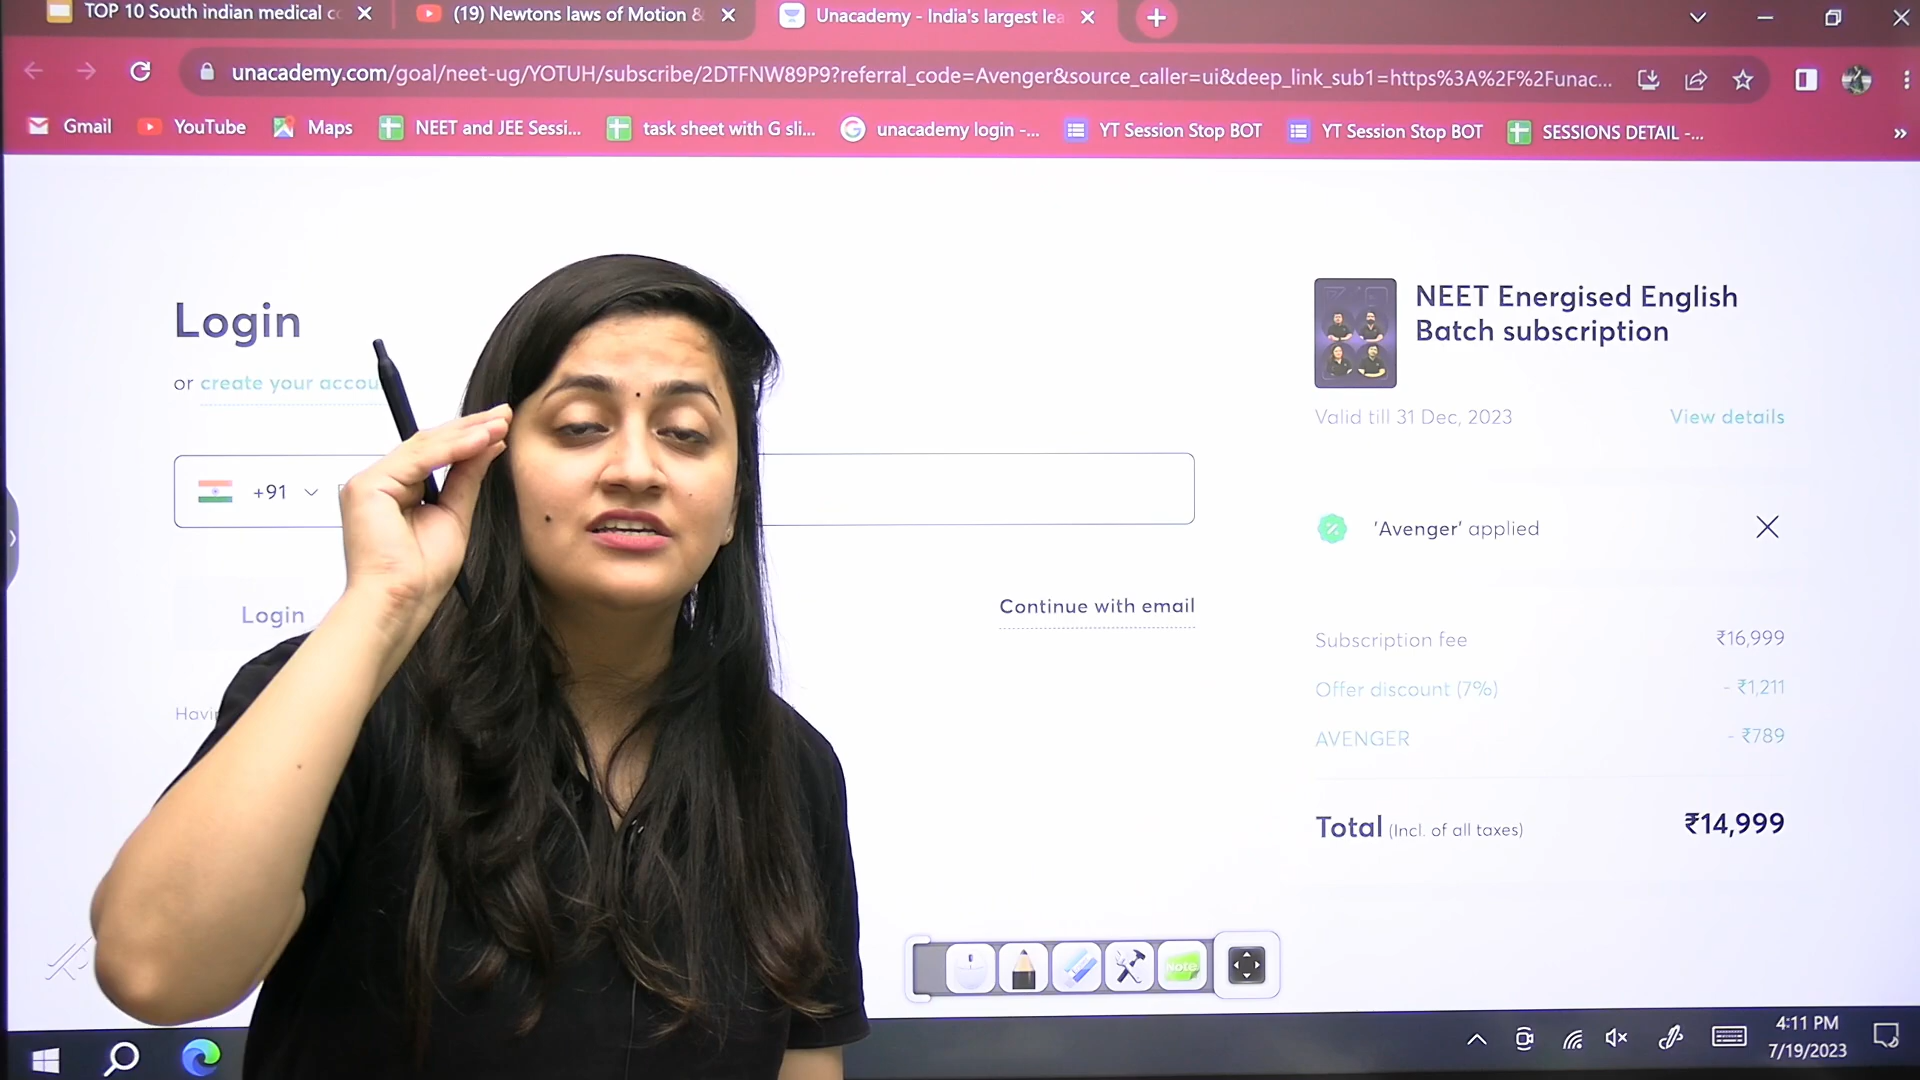 TOP 10 South indian medical c
(19) Newtons laws of Motion &
Unacademy - India's largest lea
unacademy.com/goal/neet-ug/YOTUH/subscribe/2DTFNW89P9?referral_code=Avenger&source_caller=ui&deep_link_sub1=https%3A%2F%2Funac...
Gmail
YouTube
Maps
NEET and JEE Sessi...
task sheet with G sli...
unacademy login -...
YT Session Stop BOT
YT Session Stop BOT
SESSIONS DETAIL -...
Login
or create your accou
+91
Login
Continue with email
Havi
NEET Energised English
Batch subscription
Valid till 31 Dec, 2023
View details
'Avenger' applied
Subscription fee ₹16,999
Offer discount (7%) - ₹1,211
AVENGER - ₹789
Total (Incl. of all taxes) ₹14,999
Note
4:11 PM
7/19/2023